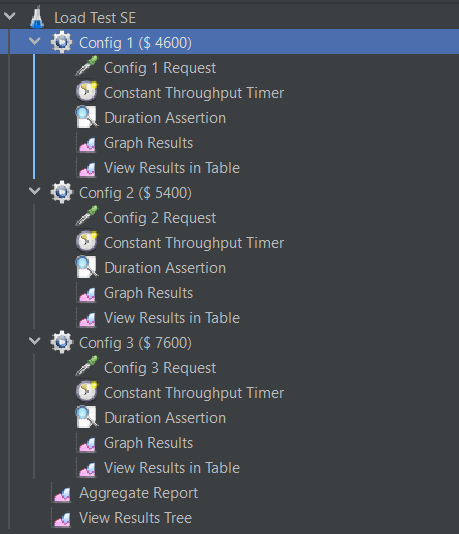 Load Test SE
Config 1 ($ 4600)
Config 1 Request
Constant Throughput Timer
Duration Assertion
Graph Results
View Results in Table
Config 2 ($ 5400)
Config 2 Request
Constant Throughput Timer
Duration Assertion
Graph Results
View Results in Table
Config 3 ($ 7600)
Config 3 Request
Constant Throughput Timer
Duration Assertion
Graph Results
View Results in Table
Aggregate Report
View Results Tree